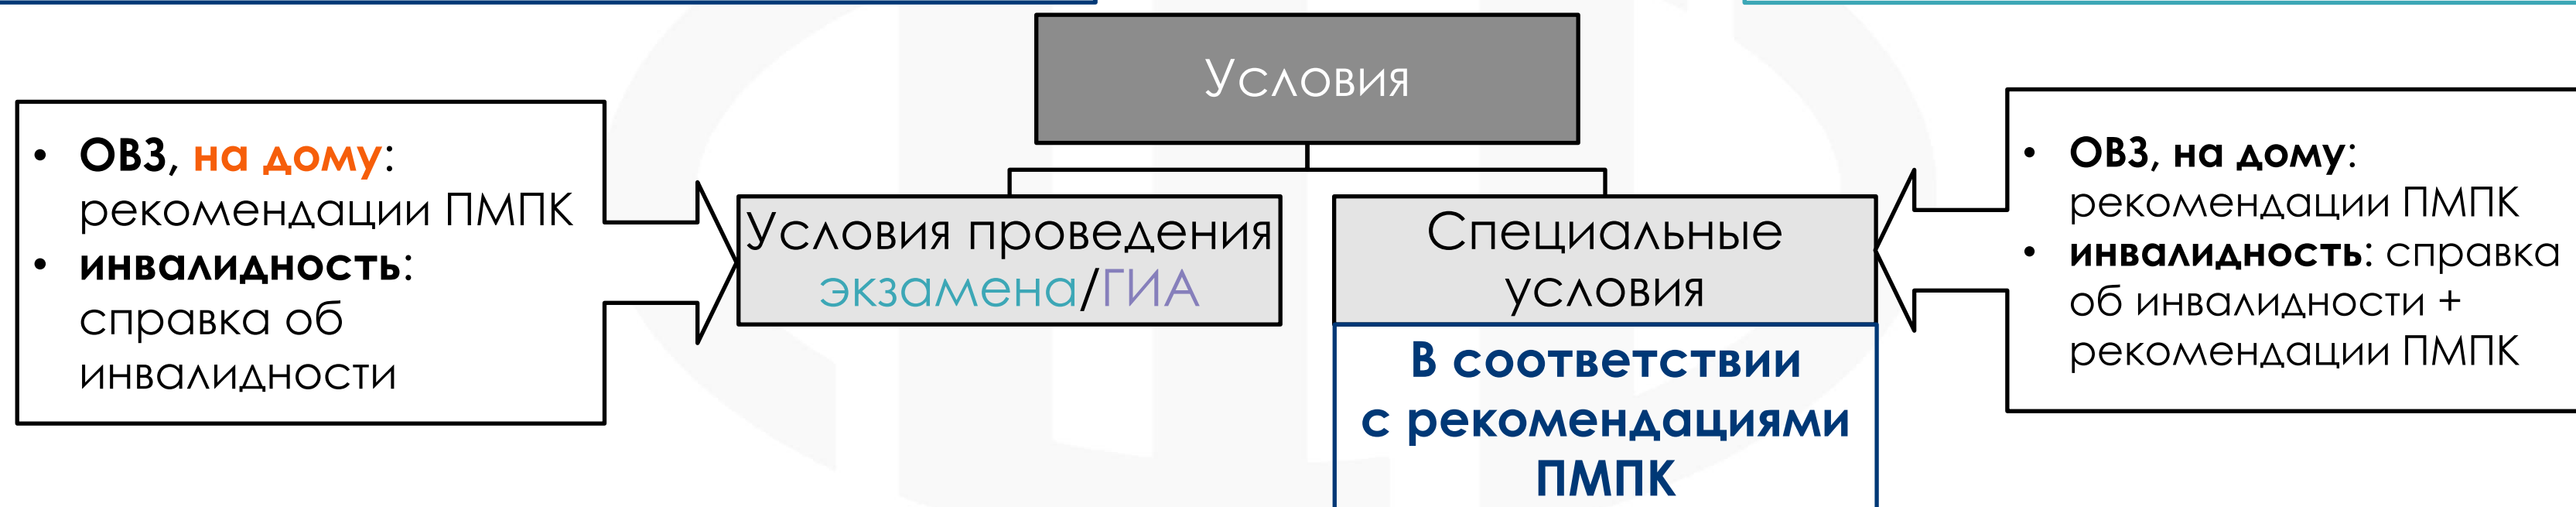 Условия
• ОВЗ, на дому:
рекомендации ПМПК
• инвалидность:
справка об
инвалидности
Условия проведения
экзамена/ГИА
Специальные
условия
В соответствии
с рекомендациями
ПМПК
• ОВЗ, на дому:
рекомендации ПМПК
• инвалидность: справка
об инвалидности +
рекомендации ПМПК